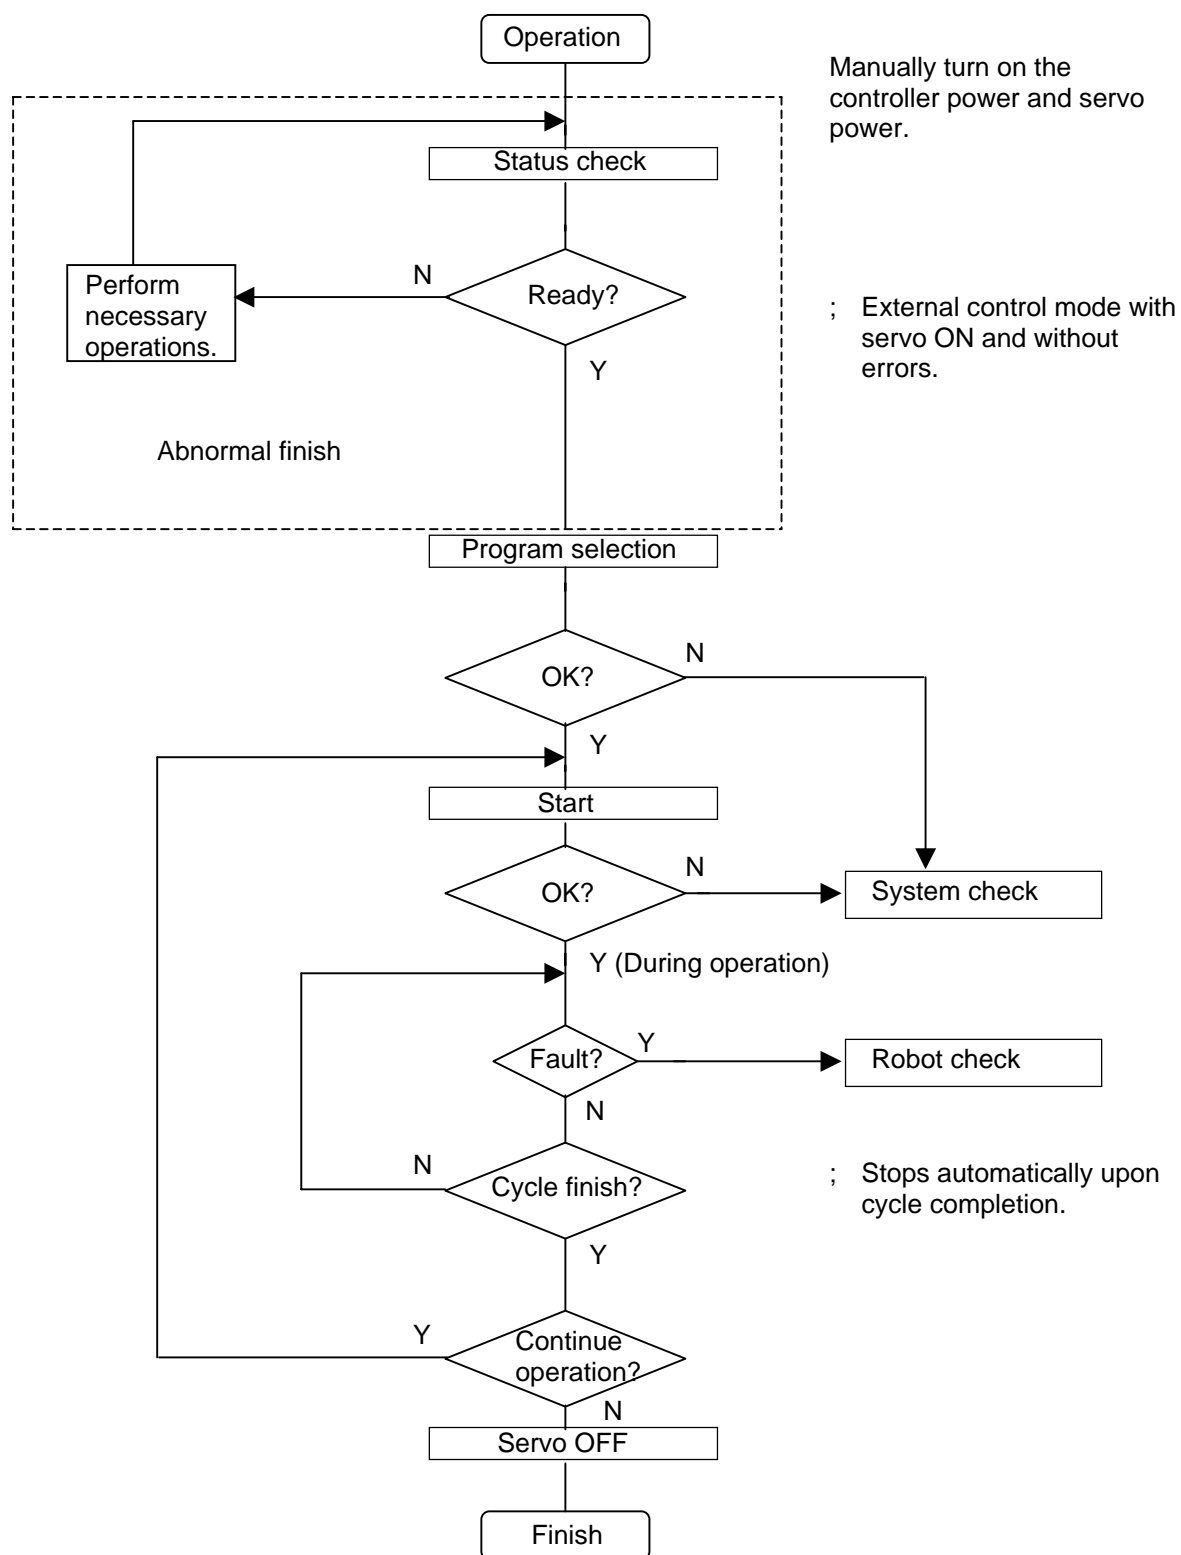 Operation
Manually turn on the
controller power and servo
power.
Status check
Ready?
N
Y
Perform
necessary
operations.
; External control mode with
servo ON and without
errors.
Abnormal finish
Program selection
OK?
N
Y
Start
OK?
N
System check
Y (During operation)
Fault?
Y
Robot check
N
Cycle finish?
N
; Stops automatically upon
cycle completion.
Y
Continue
operation?
Y
N
Servo OFF
Finish